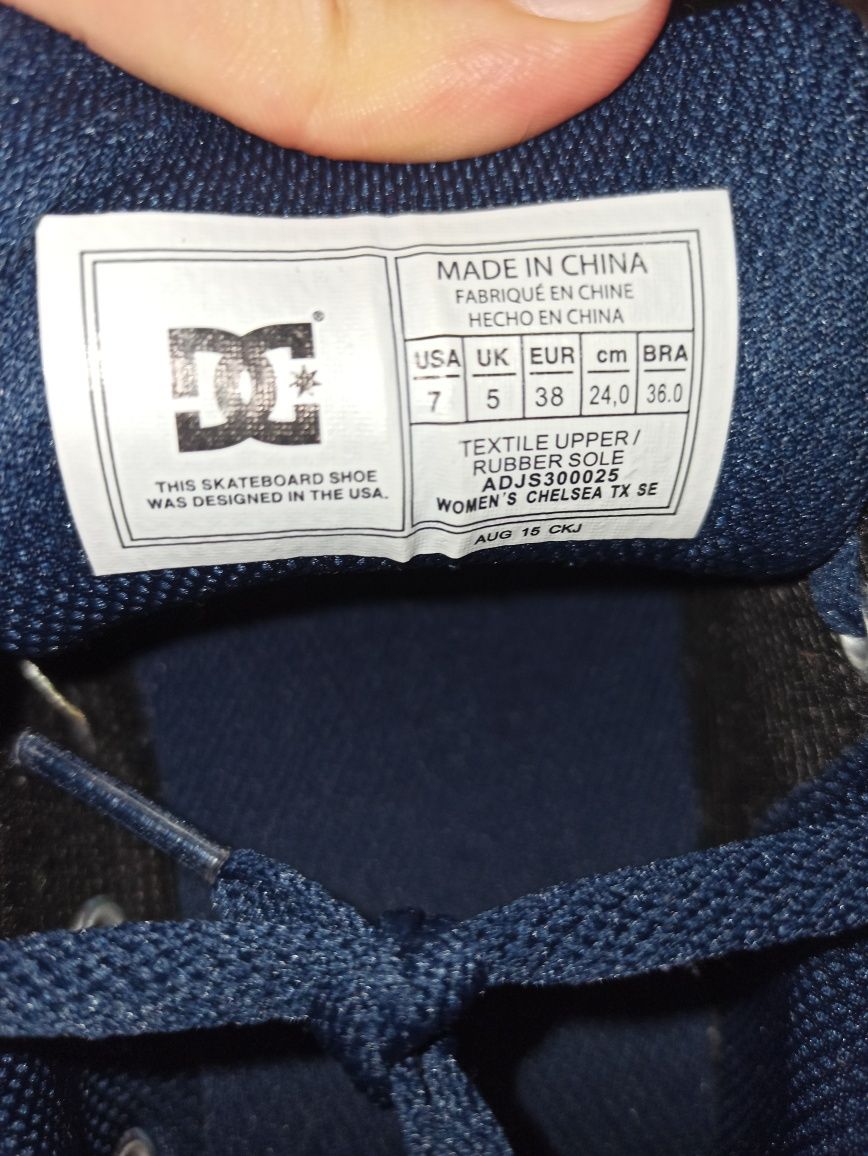 DC®
THIS SKATEBOARD SHOE
WAS DESIGNED IN THE USA.
MADE IN CHINA
FABRIQUÉ EN CHINE
HECHO EN CHINA
USA UK EUR cm BRA
7 5 38 24,0 36.0
TEXTILE UPPER /
RUBBER SOLE
ADJS300025
WOMEN'S CHELSEA TX SE
AUG 15 CKJ